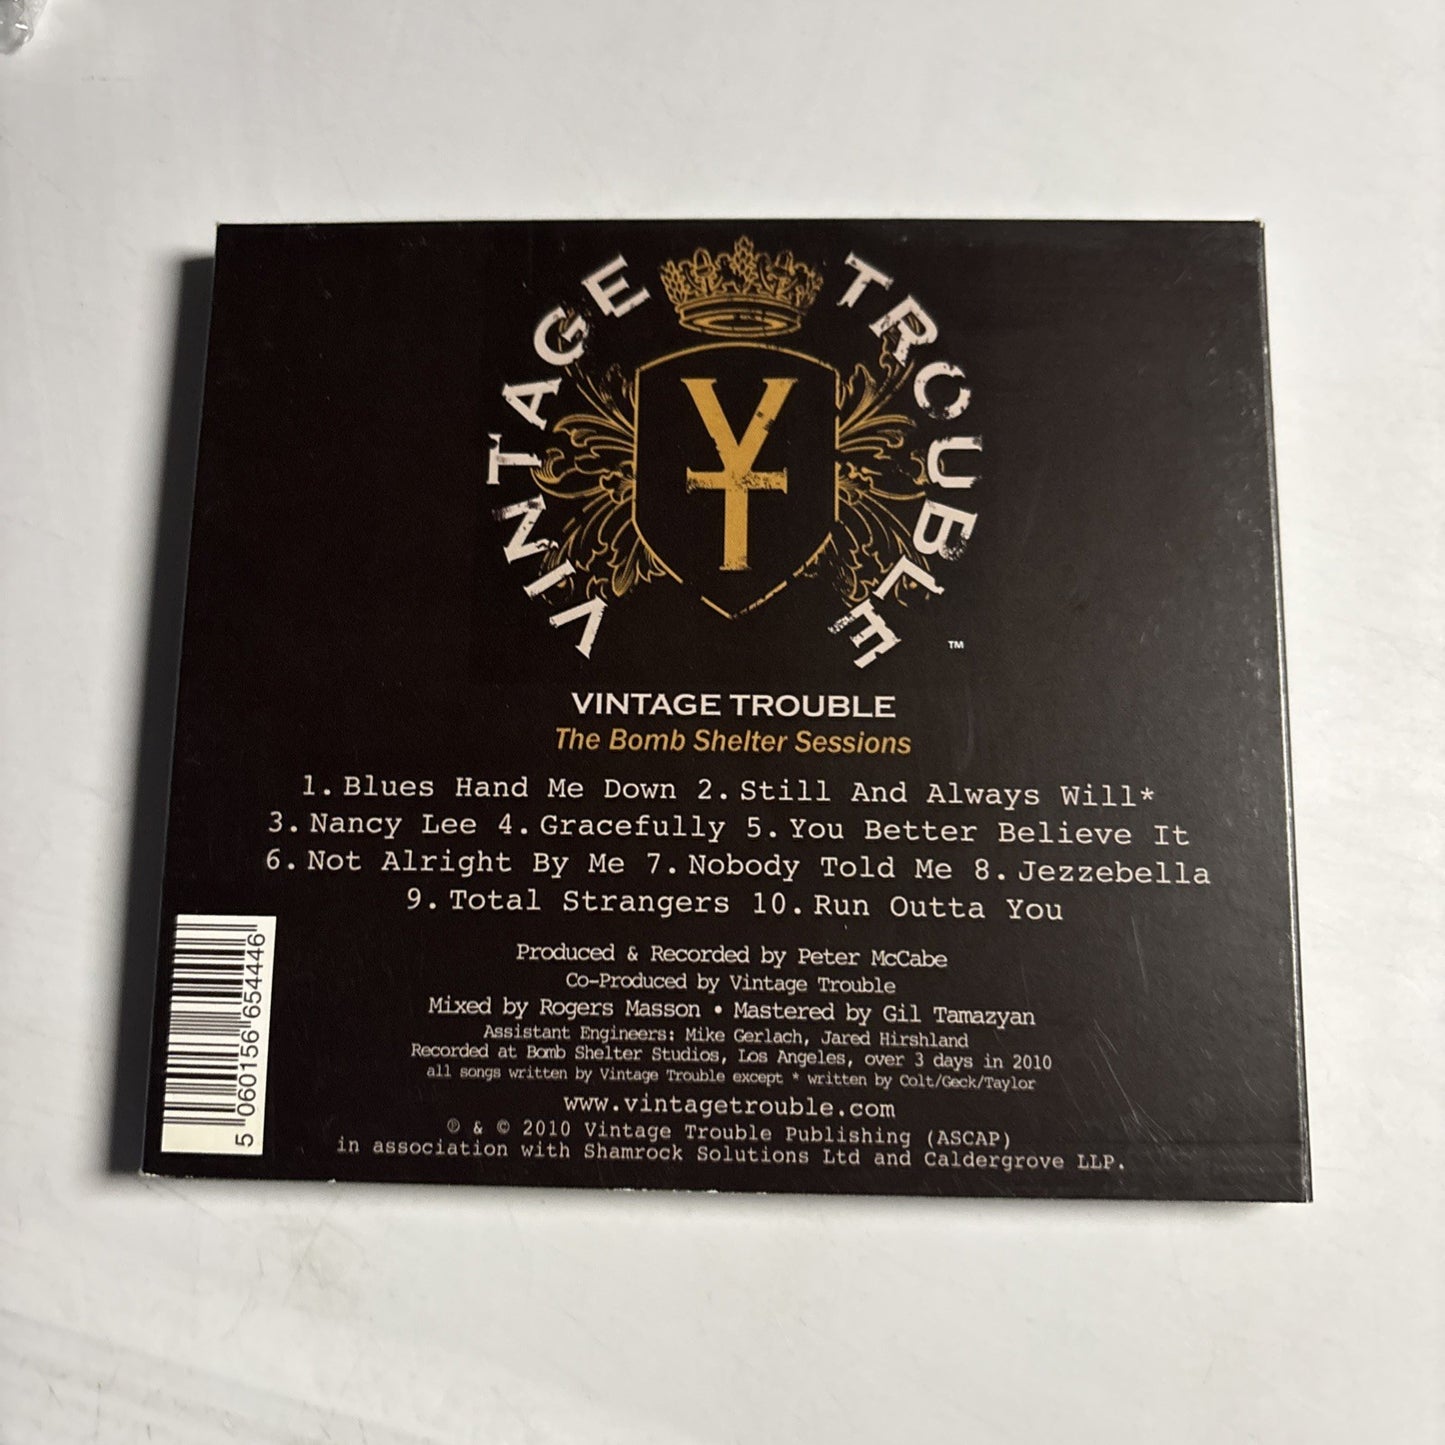 VINTAGE TROUBLE
VT
TM
VINTAGE TROUBLE
The Bomb Shelter Sessions
1. Blues Hand Me Down 2. Still And Always Will*
3. Nancy Lee 4. Gracefully 5. You Better Believe It
6. Not Alright By Me 7. Nobody Told Me 8. Jezzebella
9. Total Strangers 10. Run Outta You
Produced & Recorded by Peter McCabe
Co-Produced by Vintage Trouble
Mixed by Rogers Masson • Mastered by Gil Tamazyan
Assistant Engineers: Mike Gerlach, Jared Hirshland
Recorded at Bomb Shelter Studios, Los Angeles, over 3 days in 2010
all songs written by Vintage Trouble except * written by Colt/Geck/Taylor
www.vintagetrouble.com
℗ & © 2010 Vintage Trouble Publishing (ASCAP)
in association with Shamrock Solutions Ltd and Caldergrove LLP.
5 060156 654446